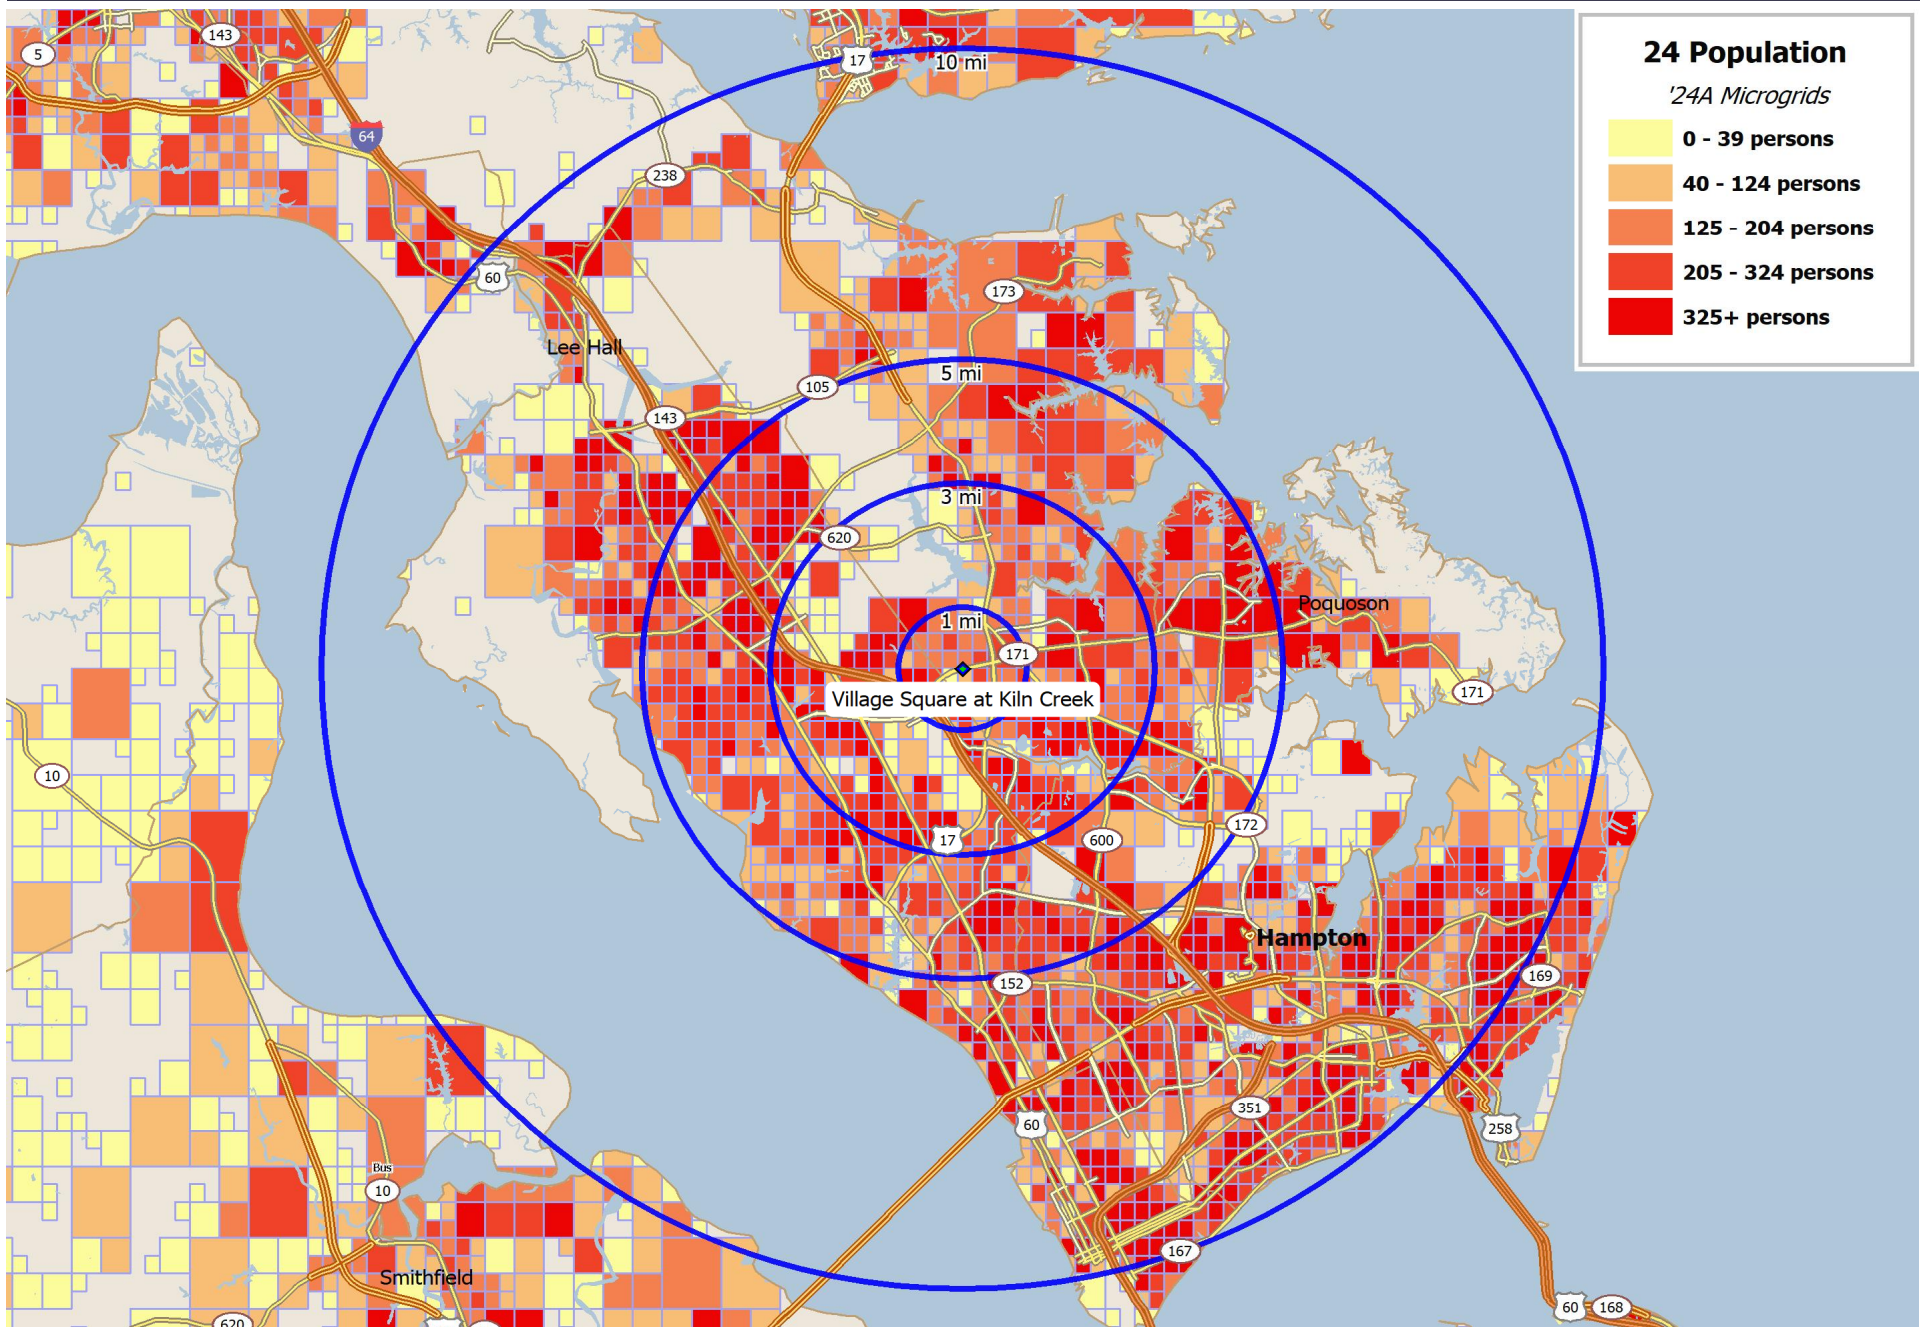 24 Population
'24A Microgrids
0 - 39 persons
40 - 124 persons
125 - 204 persons
205 - 324 persons
325+ persons
5
143
17
10 mi
64
238
60
173
Lee Hall
105
5 mi
143
3 mi
620
Poquoson
1 mi
171
171
Village Square at Kiln Creek
10
17
600
172
Hampton
169
152
351
60
258
Bus
10
167
Smithfield
60
168
620